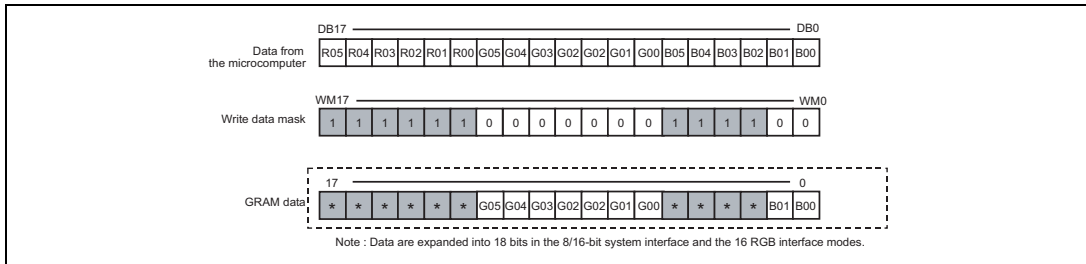 DB17 DB0
Data from
the microcomputer
R05 R04 R03 R02 R01 R00 G05 G04 G03 G02 G02 G01 G00 B05 B04 B03 B02 B01 B00
WM17 WM0
Write data mask
1 1 1 1 1 1 0 0 0 0 0 0 0 1 1 1 1 0 0
17 0
GRAM data
* * * * * * G05 G04 G03 G02 G02 G01 G00 * * * * B01 B00
Note : Data are expanded into 18 bits in the 8/16-bit system interface and the 16 RGB interface modes.